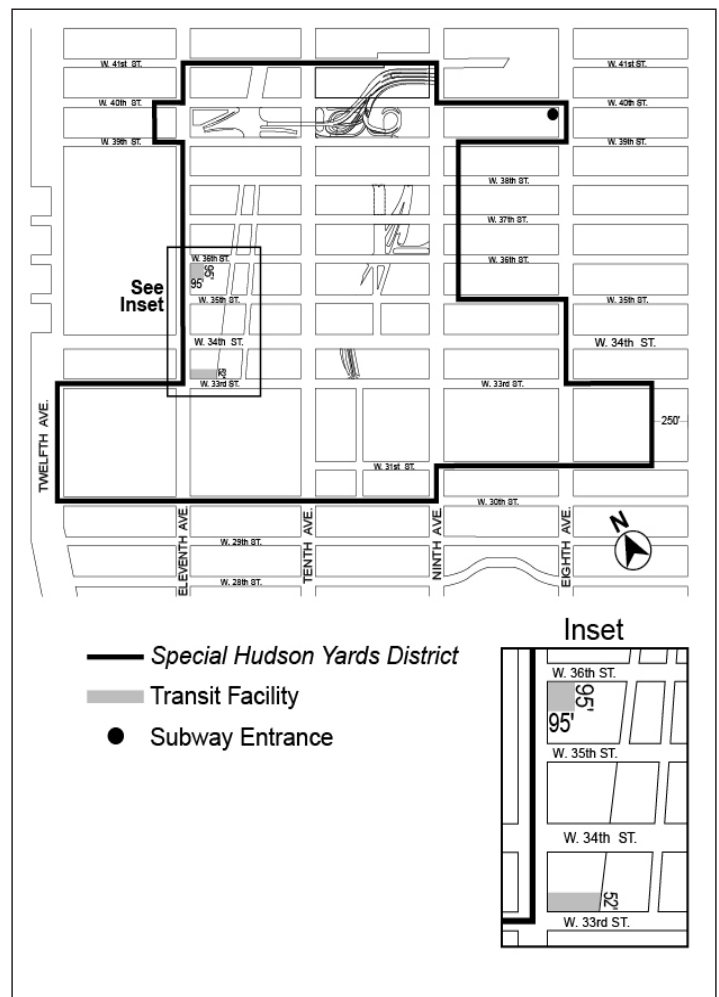 W. 41st ST.
W. 41st ST.
W. 40th ST.
W. 40th ST.
W. 39th ST.
W. 39th ST.
W. 38th ST.
W. 37th ST.
W. 36th ST.
W. 36th ST.
95'
95'
See
Inset
W. 35th ST.
W. 35th ST.
W. 34th ST.
W. 34th ST.
52'
W. 33rd ST.
W. 33rd ST.
250'
TWELFTH AVE.
W. 31st ST.
W. 30th ST.
ELEVENTH AVE.
TENTH AVE.
NINTH AVE.
EIGHTH AVE.
N
W. 29th ST.
W. 28th ST.
Special Hudson Yards District
Transit Facility
Subway Entrance
Inset
W. 36th ST.
95'
95'
W. 35th ST.
W. 34th ST.
52'
W. 33rd ST.